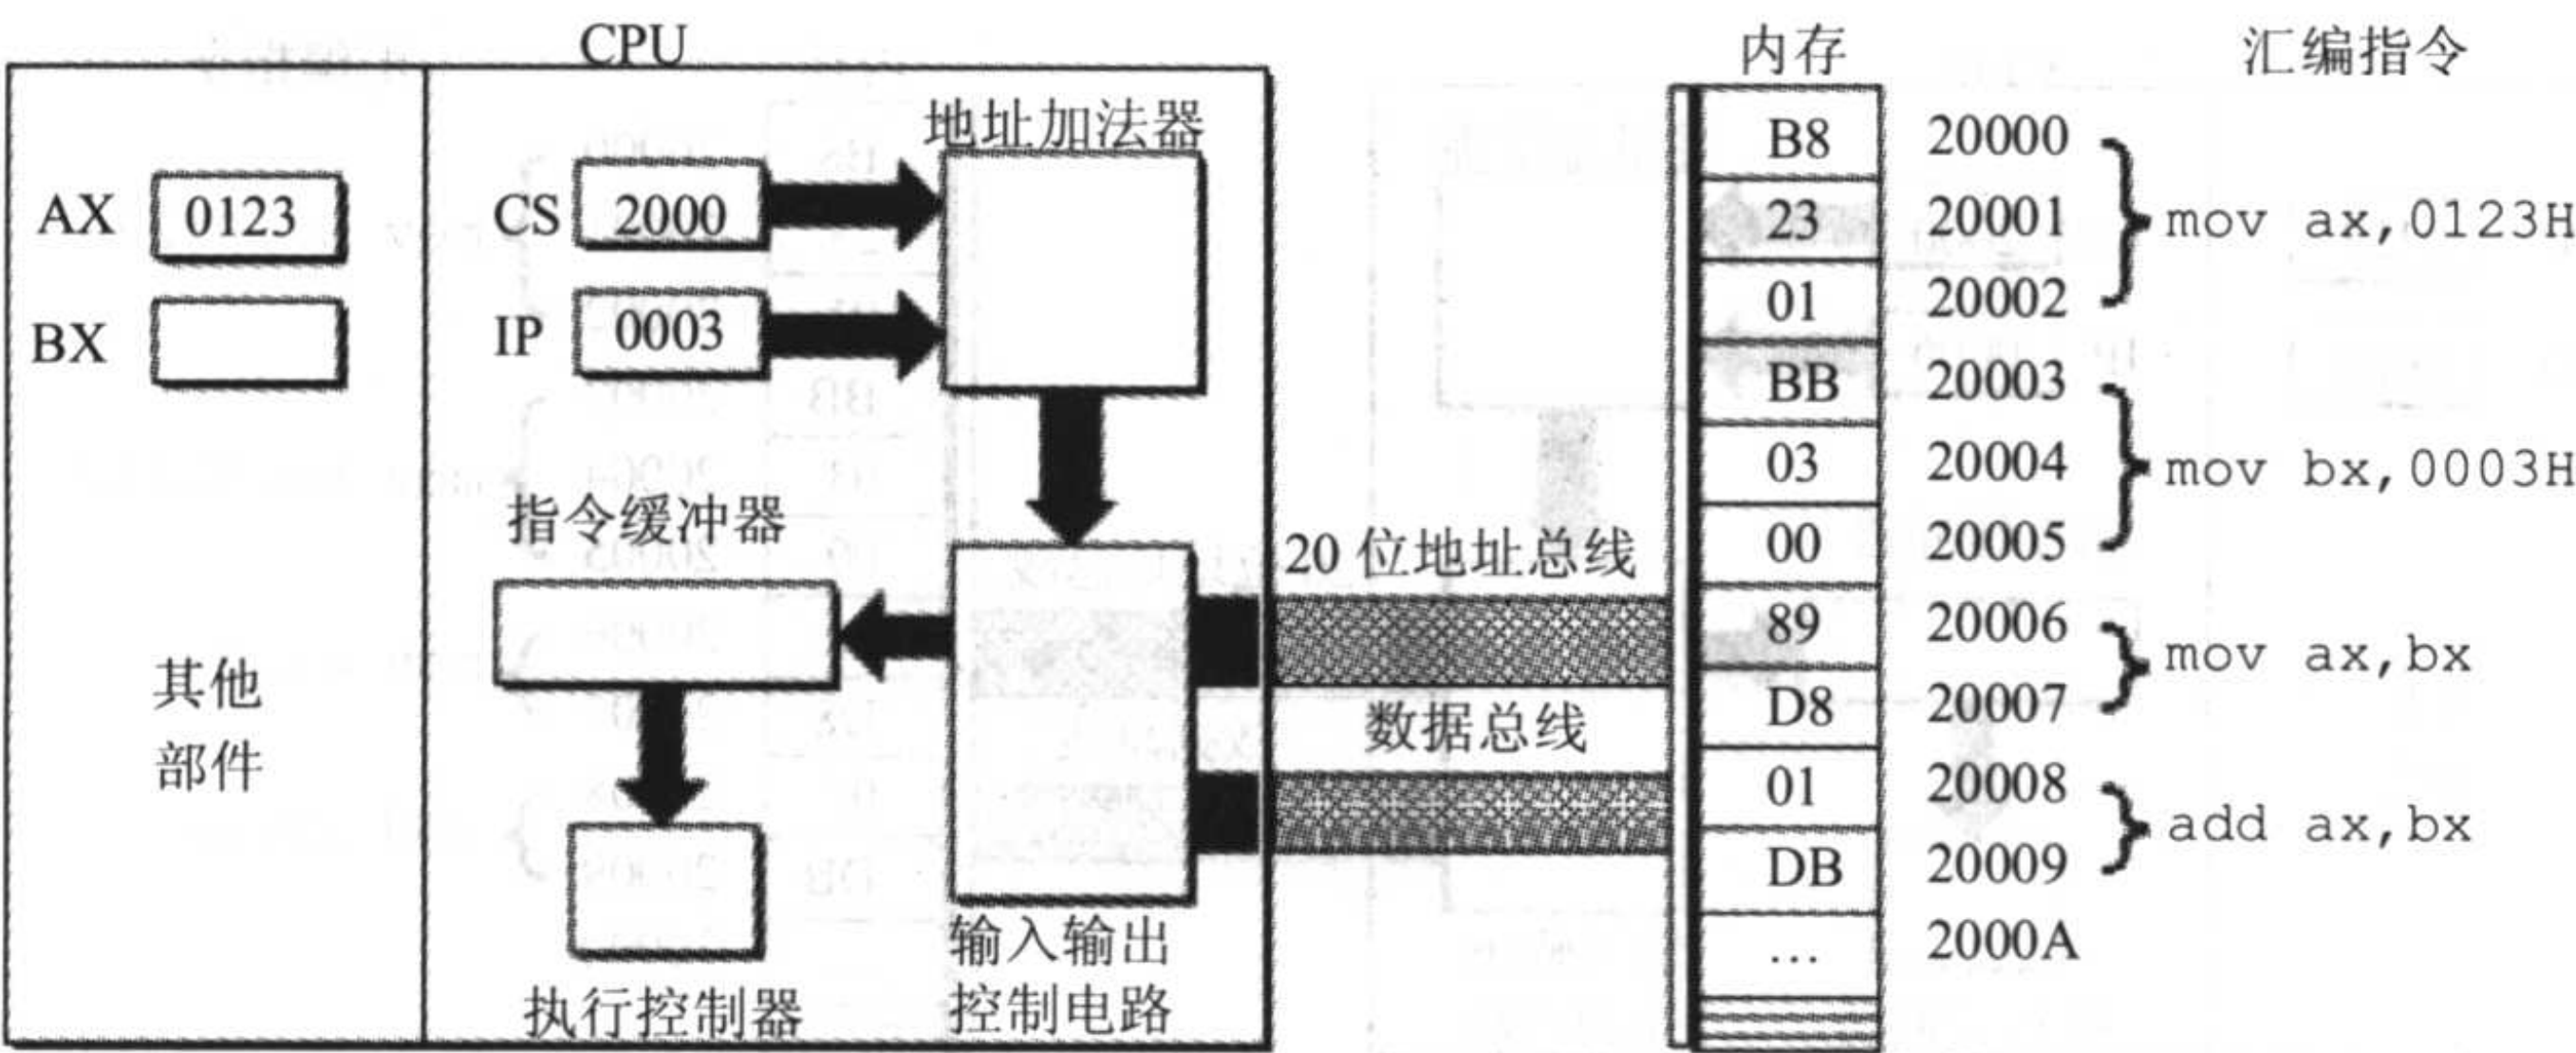 CPU
内存
汇编指令
地址加法器
AX 0123
BX
CS 2000
IP 0003
指令缓冲器
其他
部件
执行控制器
输入输出
控制电路
20 位地址总线
数据总线
B8 20000
23 20001
01 20002
mov ax,0123H
BB 20003
03 20004
00 20005
mov bx,0003H
89 20006
D8 20007
mov ax,bx
01 20008
DB 20009
add ax,bx
… 2000A